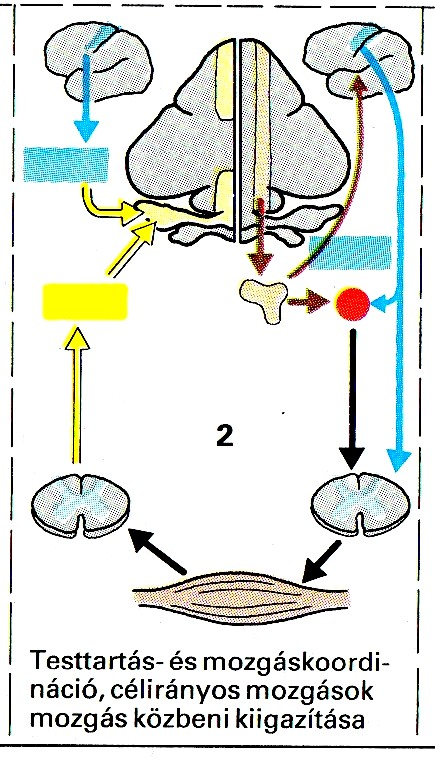 2
Testtartás- és mozgáskoordi-
náció, célirányos mozgások
mozgás közbeni kiigazítása